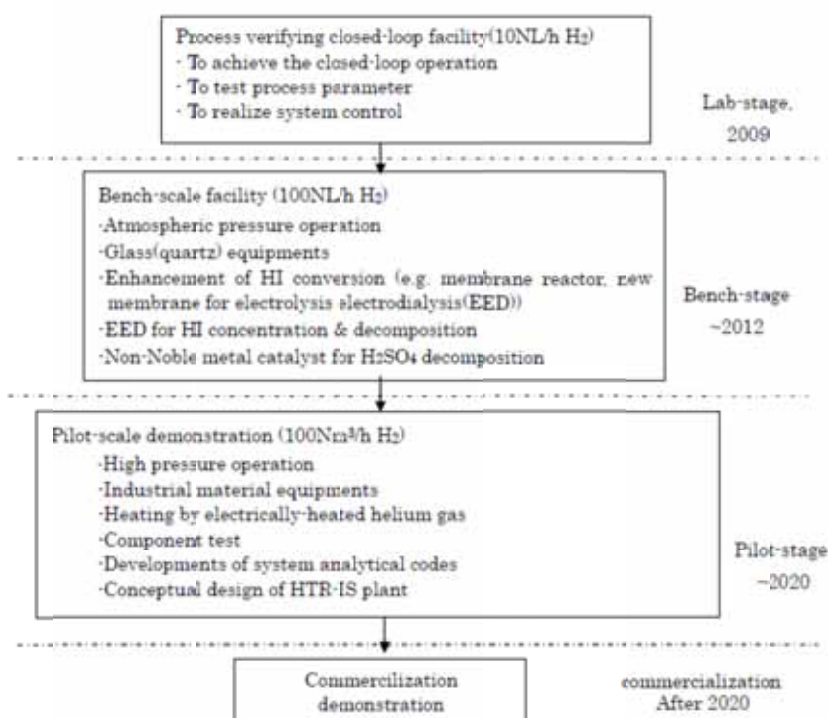 Process verifying closed-loop facility(10NL/h H2)
· To achieve the closed-loop operation
· To test process parameter
· To realize system control
Lab-stage,
2009
Bench-scale facility (100NL/h H2)
·Atmospheric pressure operation
·Glass(quartz) equipments
·Enhancement of HI conversion (e.g. membrane reactor, new
membrane for electrolysis electrodialysis(EED))
·EED for HI concentration & decomposition
·Non-Noble metal catalyst for H2SO4 decomposition
Bench-stage
~2012
Pilot-scale demonstration (100Nm³/h H2)
·High pressure operation
·Industrial material equipments
·Heating by electrically-heated helium gas
·Component test
·Developments of system analytical codes
·Conceptual design of HTR-IS plant
Pilot-stage
~2020
Commercilization
demonstration
commercialization
After 2020